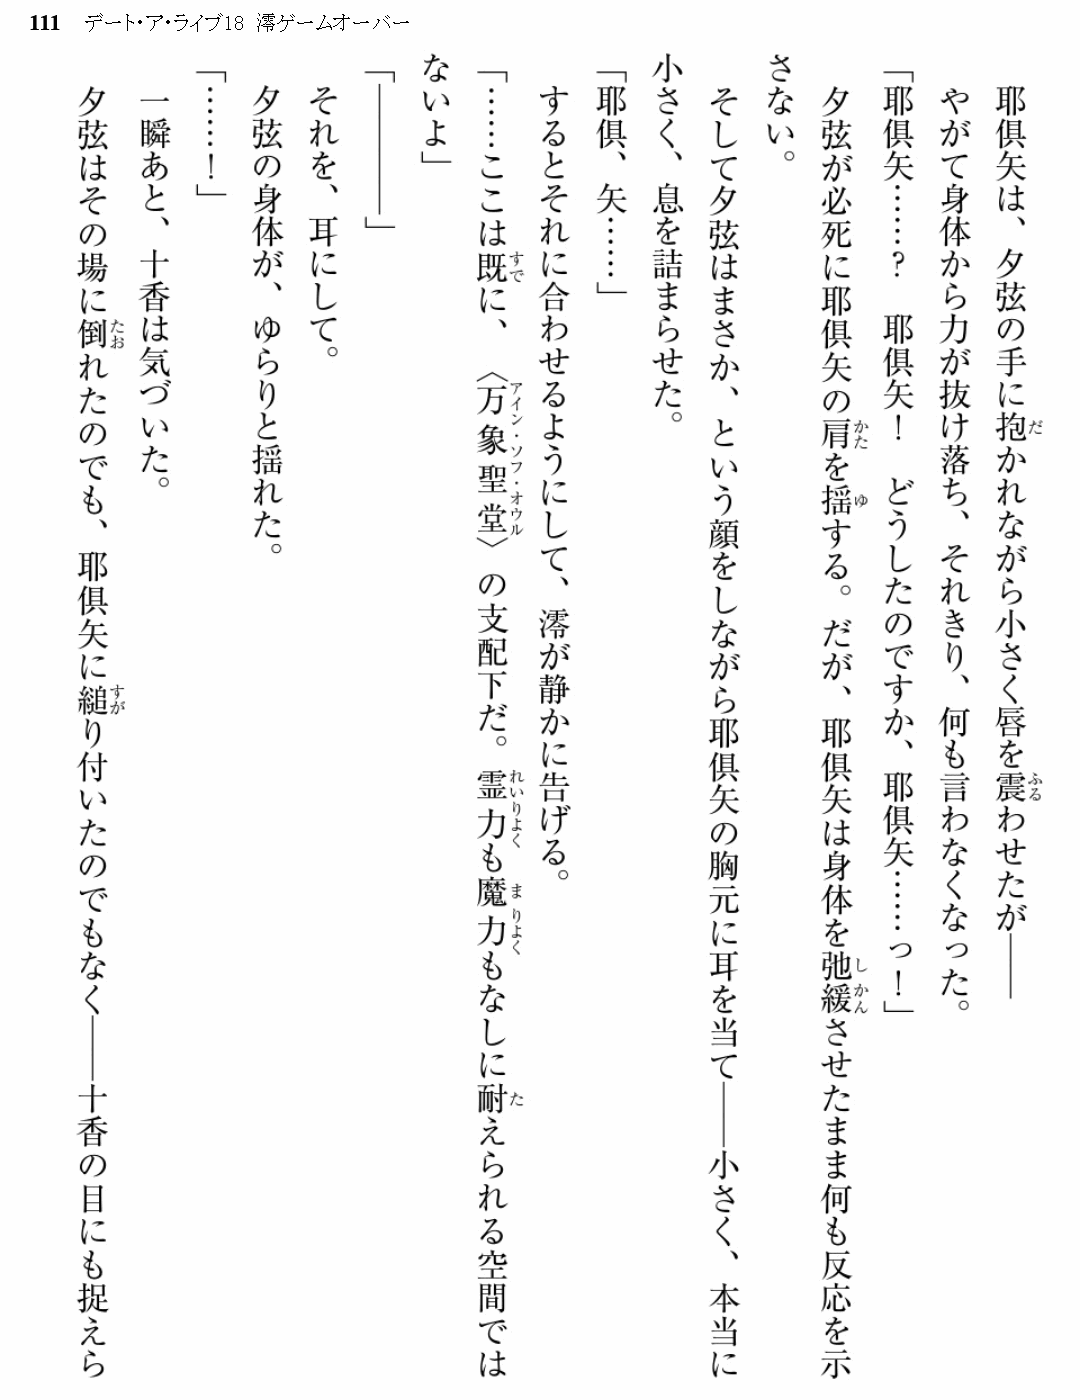 111 デート・ア・ライブ18 澪ゲームオーバー
耶倶矢は、夕弦の手に抱かれながら小さく唇を震わせたが――
やがて身体から力が抜け落ち、それきり、何も言わなくなった。
「耶倶矢……？　耶倶矢！　どうしたのですか、耶倶矢……っ！」
夕弦が必死に耶倶矢の肩を揺する。だが、耶倶矢は身体を弛緩させたまま何も反応を示
さない。
そして夕弦はまさか、という顔をしながら耶倶矢の胸元に耳を当て――小さく、本当に
小さく、息を詰まらせた。
「耶倶、矢……」
するとそれに合わせるようにして、澪が静かに告げる。
「……ここは既に、〈万象聖堂〉の支配下だ。霊力も魔力もなしに耐えられる空間では
ないよ」
「――――」
それを、耳にして。
夕弦の身体が、ゆらりと揺れた。
「……！」
一瞬あと、十香は気づいた。
夕弦はその場に倒れたのでも、耶倶矢に縋り付いたのでもなく――十香の目にも捉えら